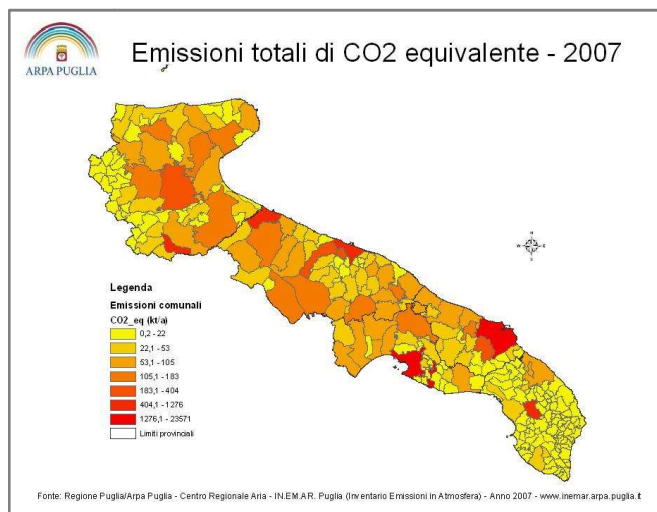 ARPA PUGLIA
Emissioni totali di CO2 equivalente - 2007
N
W
E
S
Legenda
Emissioni comunali
CO2_eq (kt/a)
0,2 - 22
22,1 - 53
53,1 - 105
105,1 - 183
183,1 - 404
404,1 - 1276
1276,1 - 23571
Limiti provinciali
Fonte: Regione Puglia/Arpa Puglia - Centro Regionale Aria - IN.EM.AR. Puglia (Inventario Emissioni in Atmosfera) - Anno 2007 - www.inemar.arpa.puglia.it